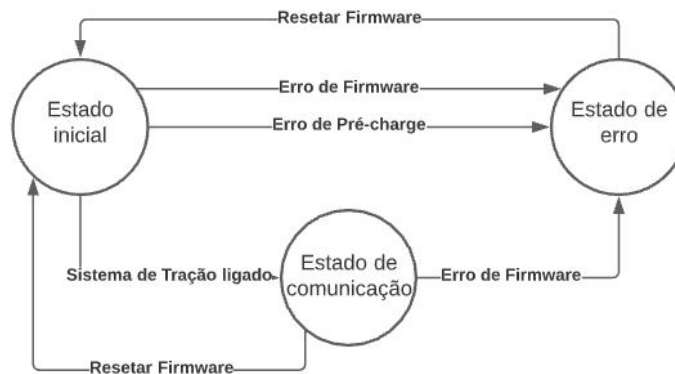 Resetar Firmware
Estado
inicial
Erro de Firmware
Erro de Pré-charge
Estado de
erro
Sistema de Tração ligado
Estado de
comunicação
Erro de Firmware
Resetar Firmware